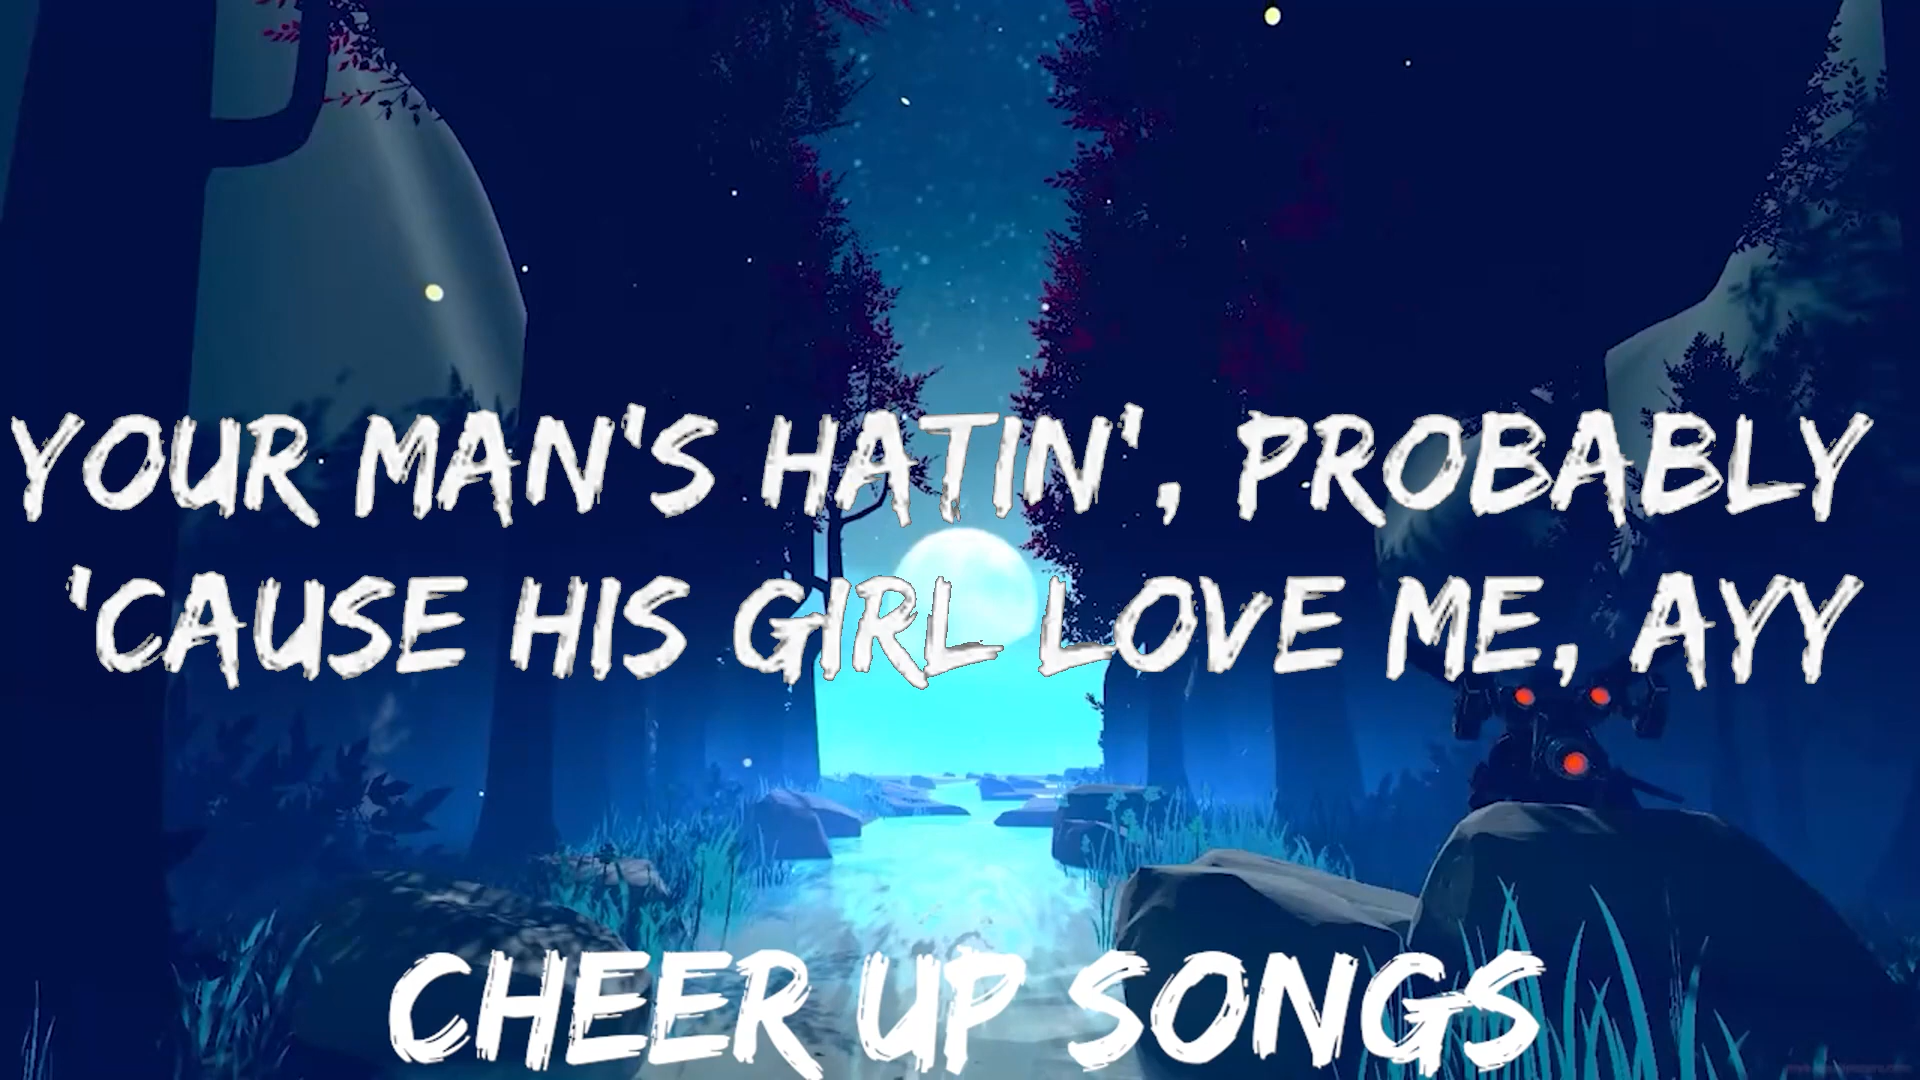 YOUR MAN'S HATIN', PROBABLY
'CAUSE HIS GIRL LOVE ME, AYY
CHEER UP SONGS